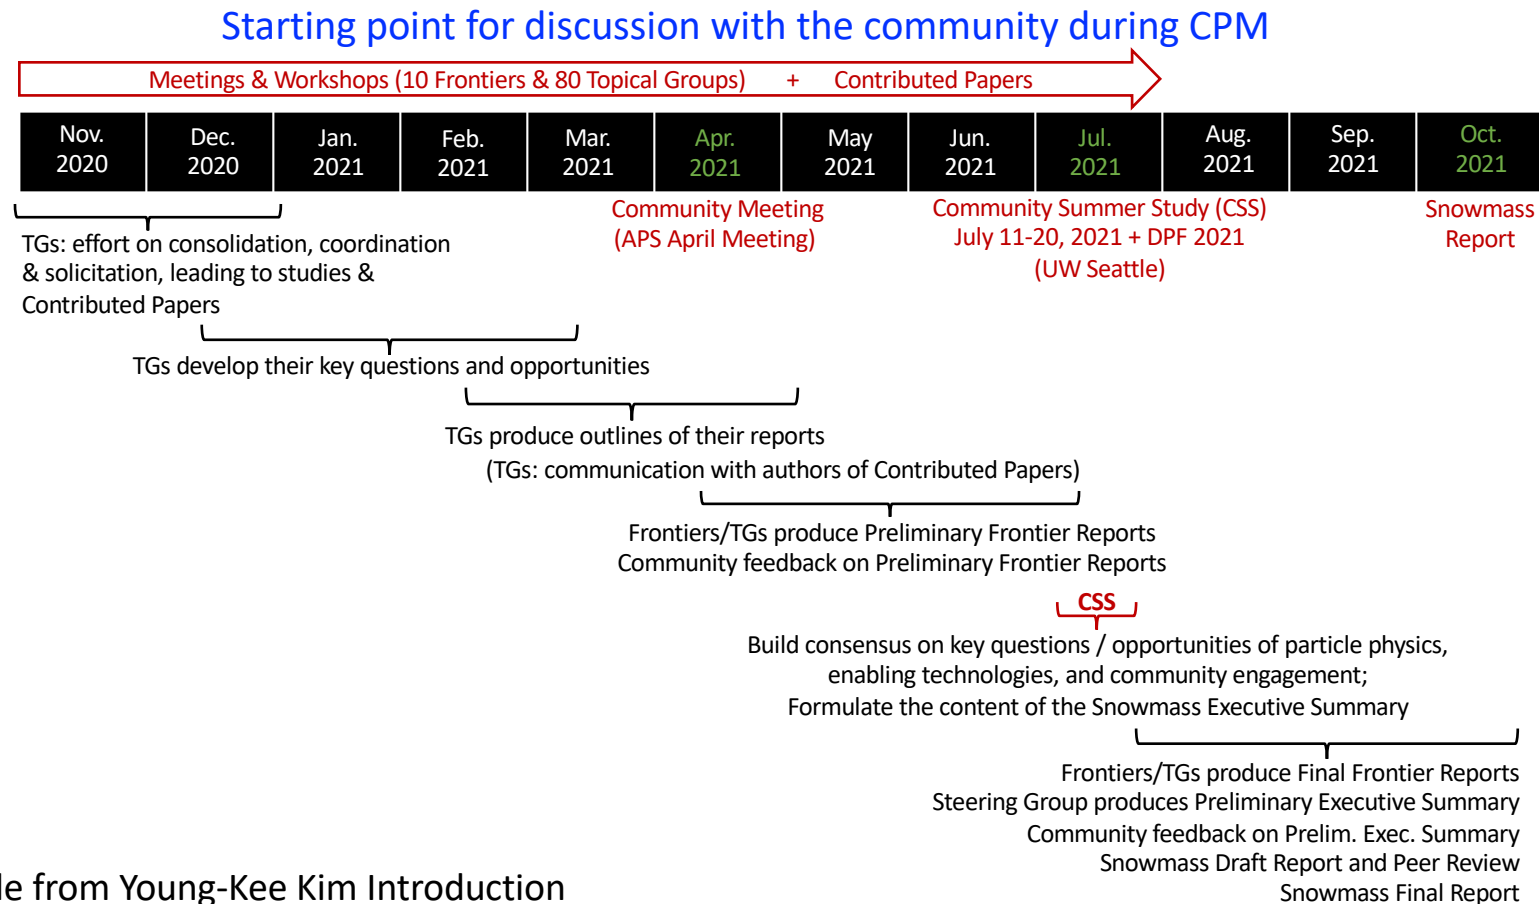 Starting point for discussion with the community during CPM
Meetings & Workshops (10 Frontiers & 80 Topical Groups) + Contributed Papers
Nov. 2020
Dec. 2020
Jan. 2021
Feb. 2021
Mar. 2021
Apr. 2021
May 2021
Jun. 2021
Jul. 2021
Aug. 2021
Sep. 2021
Oct. 2021
Community Meeting
(APS April Meeting)
Community Summer Study (CSS)
July 11-20, 2021 + DPF 2021
(UW Seattle)
Snowmass
Report
TGs: effort on consolidation, coordination
& solicitation, leading to studies &
Contributed Papers
TGs develop their key questions and opportunities
TGs produce outlines of their reports
(TGs: communication with authors of Contributed Papers)
Frontiers/TGs produce Preliminary Frontier Reports
Community feedback on Preliminary Frontier Reports
CSS
Build consensus on key questions / opportunities of particle physics,
enabling technologies, and community engagement;
Formulate the content of the Snowmass Executive Summary
Frontiers/TGs produce Final Frontier Reports
Steering Group produces Preliminary Executive Summary
Community feedback on Prelim. Exec. Summary
Snowmass Draft Report and Peer Review
Snowmass Final Report
from Young-Kee Kim Introduction